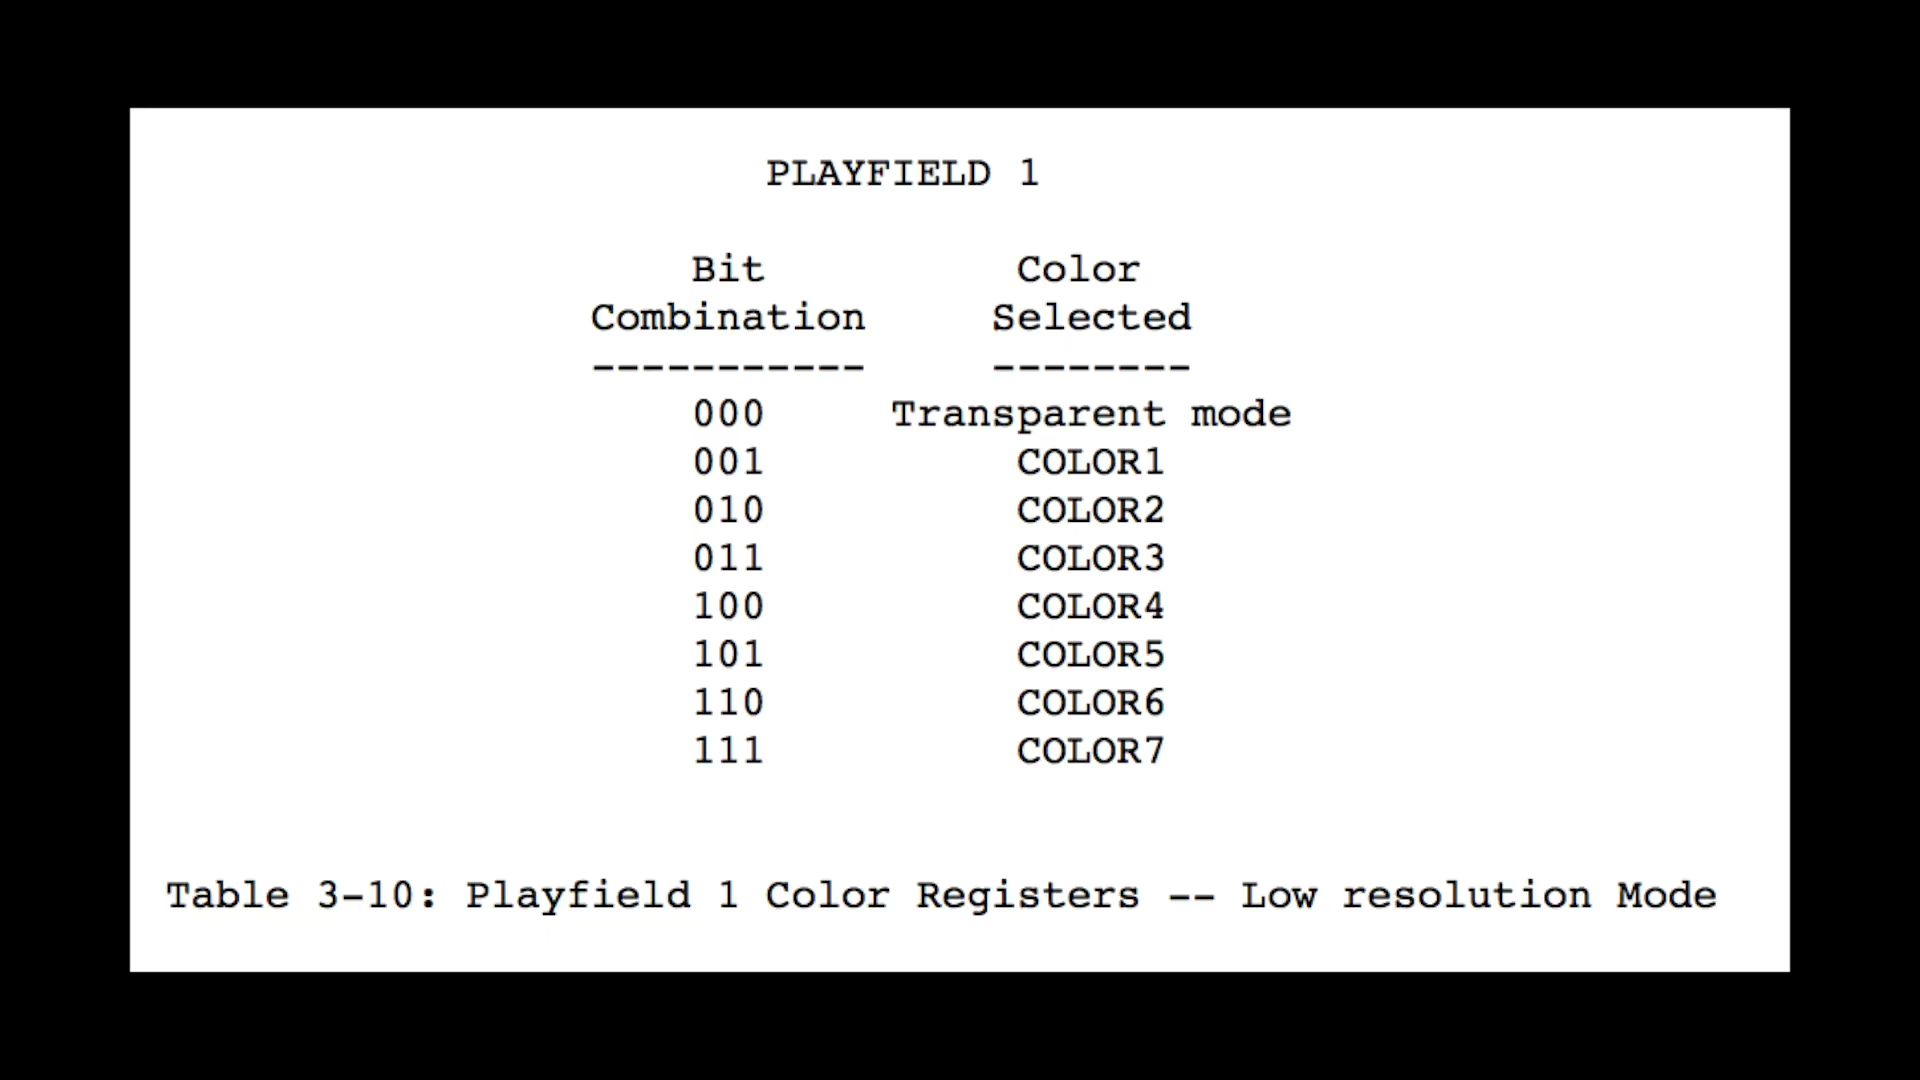 PLAYFIELD 1
Bit Color
Combination Selected
----------- --------
000 Transparent mode
001 COLOR1
010 COLOR2
011 COLOR3
100 COLOR4
101 COLOR5
110 COLOR6
111 COLOR7
Table 3-10: Playfield 1 Color Registers -- Low resolution Mode